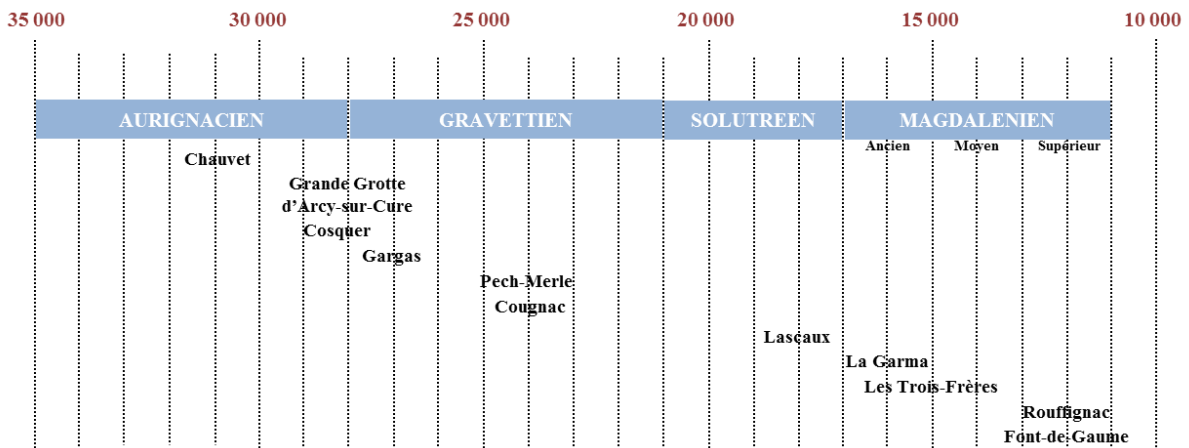 35 000 30 000 25 000 20 000 15 000 10 000
AURIGNACIEN GRAVETTIEN SOLUTREEN MAGDALENIEN
Ancien Moyen Supérieur
Chauvet
Grande Grotte
d'Arcy-sur-Cure
Cosquer
Gargas
Pech-Merle
Cougnac
Lascaux
La Garma
Les Trois-Frères
Rouffignac
Font-de-Gaume